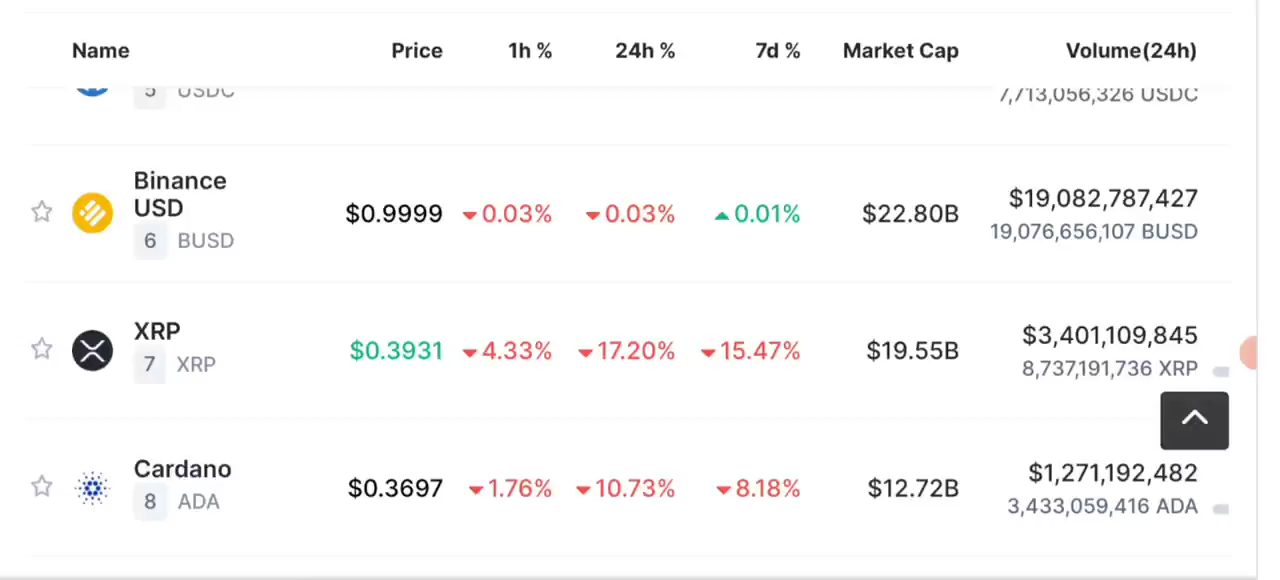 Name Price 1h % 24h % 7d % Market Cap Volume(24h)
5 USDC 7,713,056,326 USDC
Binance
USD
6 BUSD
$0.9999 0.03% 0.03% 0.01% $22.80B
$19,082,787,427
19,076,656,107 BUSD
XRP
7 XRP
$0.3931 4.33% 17.20% 15.47% $19.55B
$3,401,109,845
8,737,191,736 XRP
Cardano
8 ADA
$0.3697 1.76% 10.73% 8.18% $12.72B
$1,271,192,482
3,433,059,416 ADA